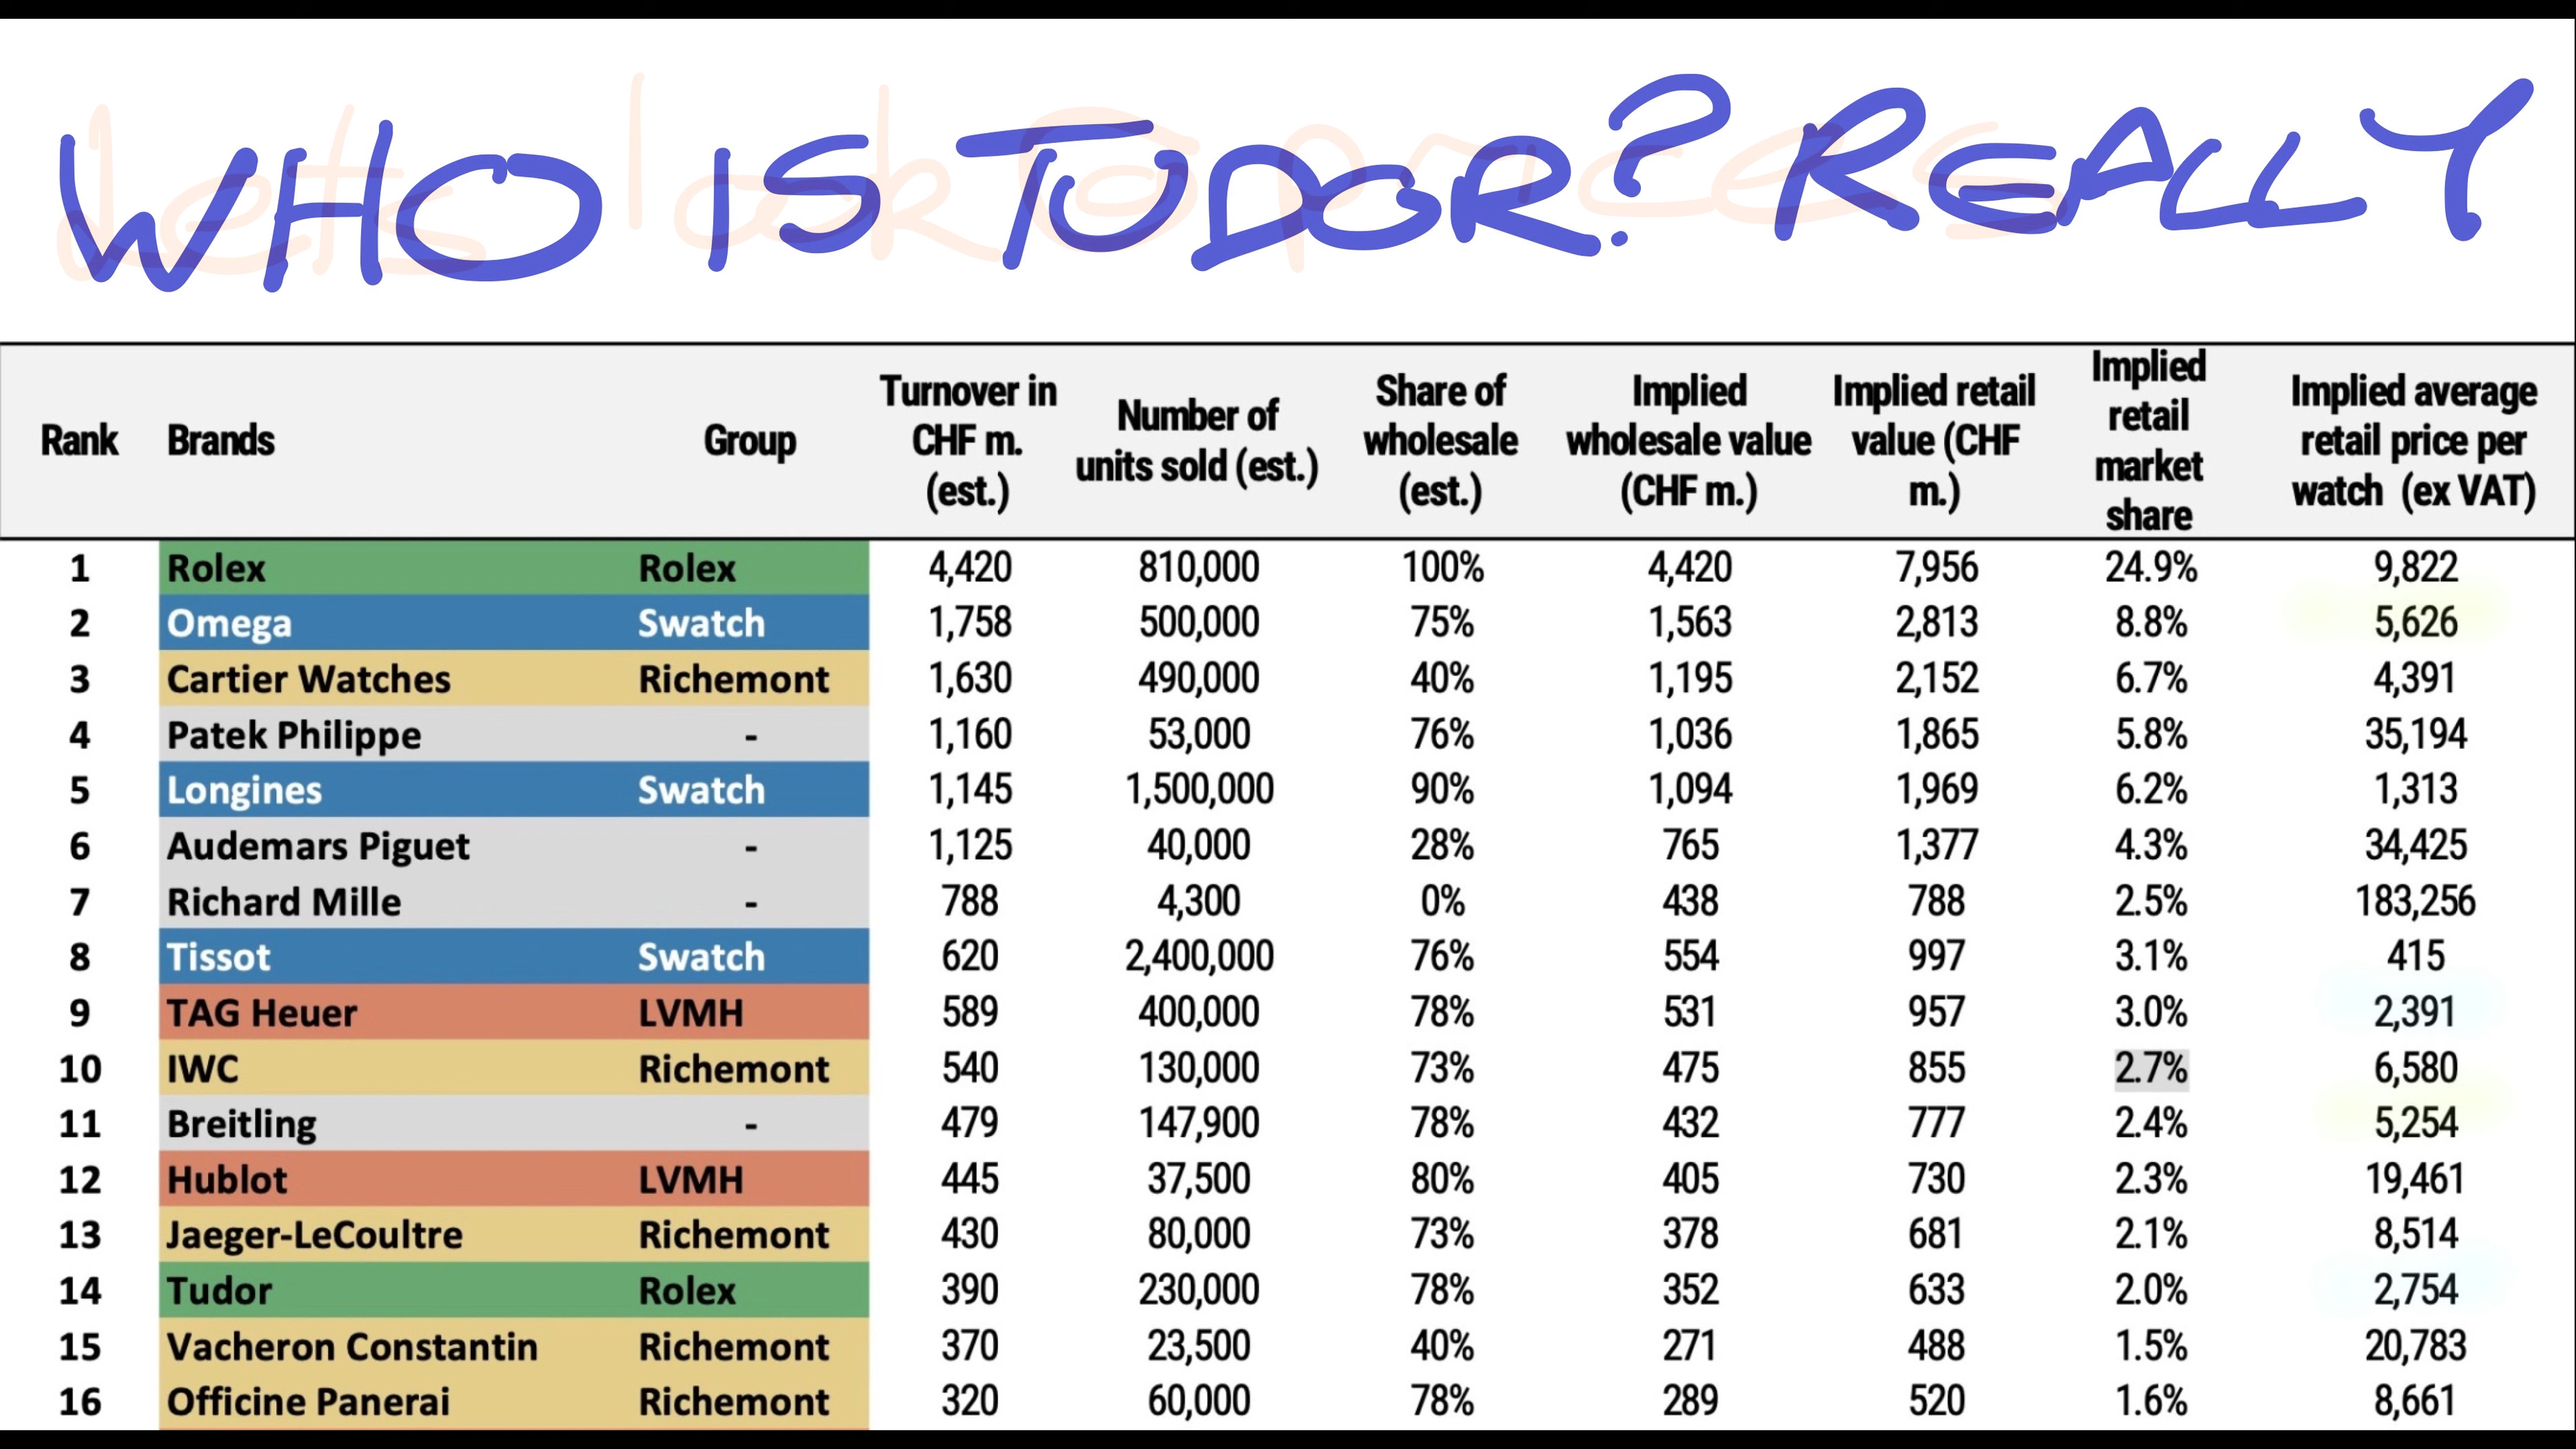 WHO IS TUDOR? REALLY
Let's look @ prices
Rank Brands Group Turnover in CHF m. (est.) Number of units sold (est.) Share of wholesale (est.) Implied wholesale value (CHF m.) Implied retail value (CHF m.) Implied retail market share Implied average retail price per watch (ex VAT)
1 Rolex Rolex 4,420 810,000 100% 4,420 7,956 24.9% 9,822
2 Omega Swatch 1,758 500,000 75% 1,563 2,813 8.8% 5,626
3 Cartier Watches Richemont 1,630 490,000 40% 1,195 2,152 6.7% 4,391
4 Patek Philippe - 1,160 53,000 76% 1,036 1,865 5.8% 35,194
5 Longines Swatch 1,145 1,500,000 90% 1,094 1,969 6.2% 1,313
6 Audemars Piguet - 1,125 40,000 28% 765 1,377 4.3% 34,425
7 Richard Mille - 788 4,300 0% 438 788 2.5% 183,256
8 Tissot Swatch 620 2,400,000 76% 554 997 3.1% 415
9 TAG Heuer LVMH 589 400,000 78% 531 957 3.0% 2,391
10 IWC Richemont 540 130,000 73% 475 855 2.7% 6,580
11 Breitling - 479 147,900 78% 432 777 2.4% 5,254
12 Hublot LVMH 445 37,500 80% 405 730 2.3% 19,461
13 Jaeger-LeCoultre Richemont 430 80,000 73% 378 681 2.1% 8,514
14 Tudor Rolex 390 230,000 78% 352 633 2.0% 2,754
15 Vacheron Constantin Richemont 370 23,500 40% 271 488 1.5% 20,783
16 Officine Panerai Richemont 320 60,000 78% 289 520 1.6% 8,661